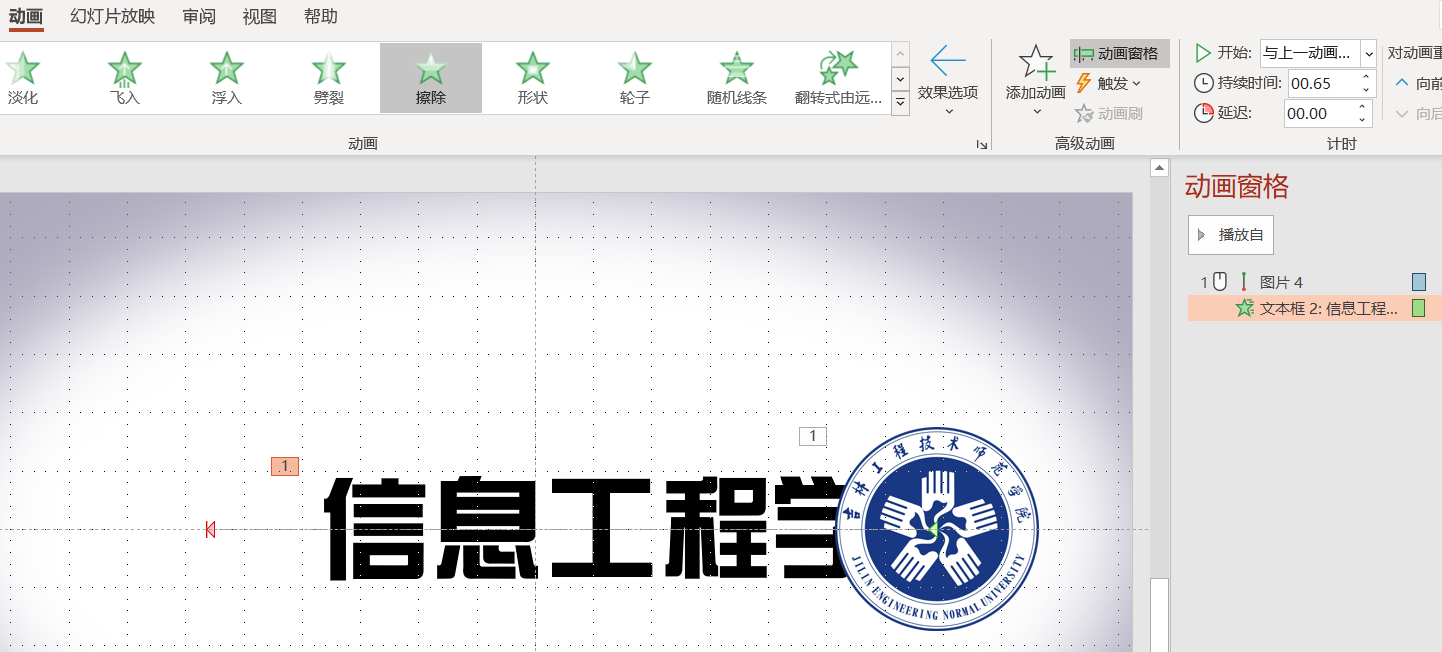 动画 幻灯片放映 审阅 视图 帮助
淡化 飞入 浮入 劈裂 擦除 形状 轮子 随机线条 翻转式由远...
效果选项
添加动画
动画窗格
触发
动画刷
开始: 与上一动画...
持续时间: 00.65
延迟: 00.00
对动画重
向前
向后
动画 高级动画 计时
动画窗格
播放自
1 图片 4
文本框 2: 信息工程...
1
1
信息工程学
吉林工程技术师范学院
JILIN ENGINEERING NORMAL UNIVERSITY